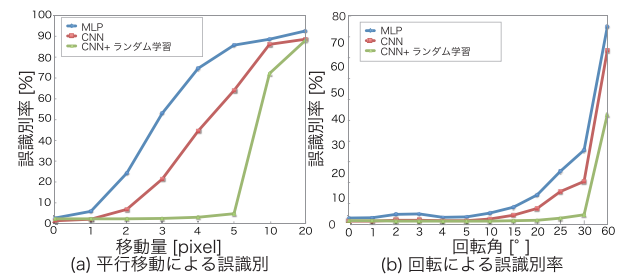 100
90
80
70
60
50
40
30
20
10
0
誤識別率 [%]
MLP
CNN
CNN+ ランダム学習
0 1 2 3 4 5 10 20
移動量 [pixel]
(a) 平行移動による誤識別
80
70
60
50
40
30
20
10
0
誤識別率 [%]
MLP
CNN
CNN+ ランダム学習
0 1 2 3 4 5 10 15 20 25 30 60
回転角 [°]
(b) 回転による誤識別率